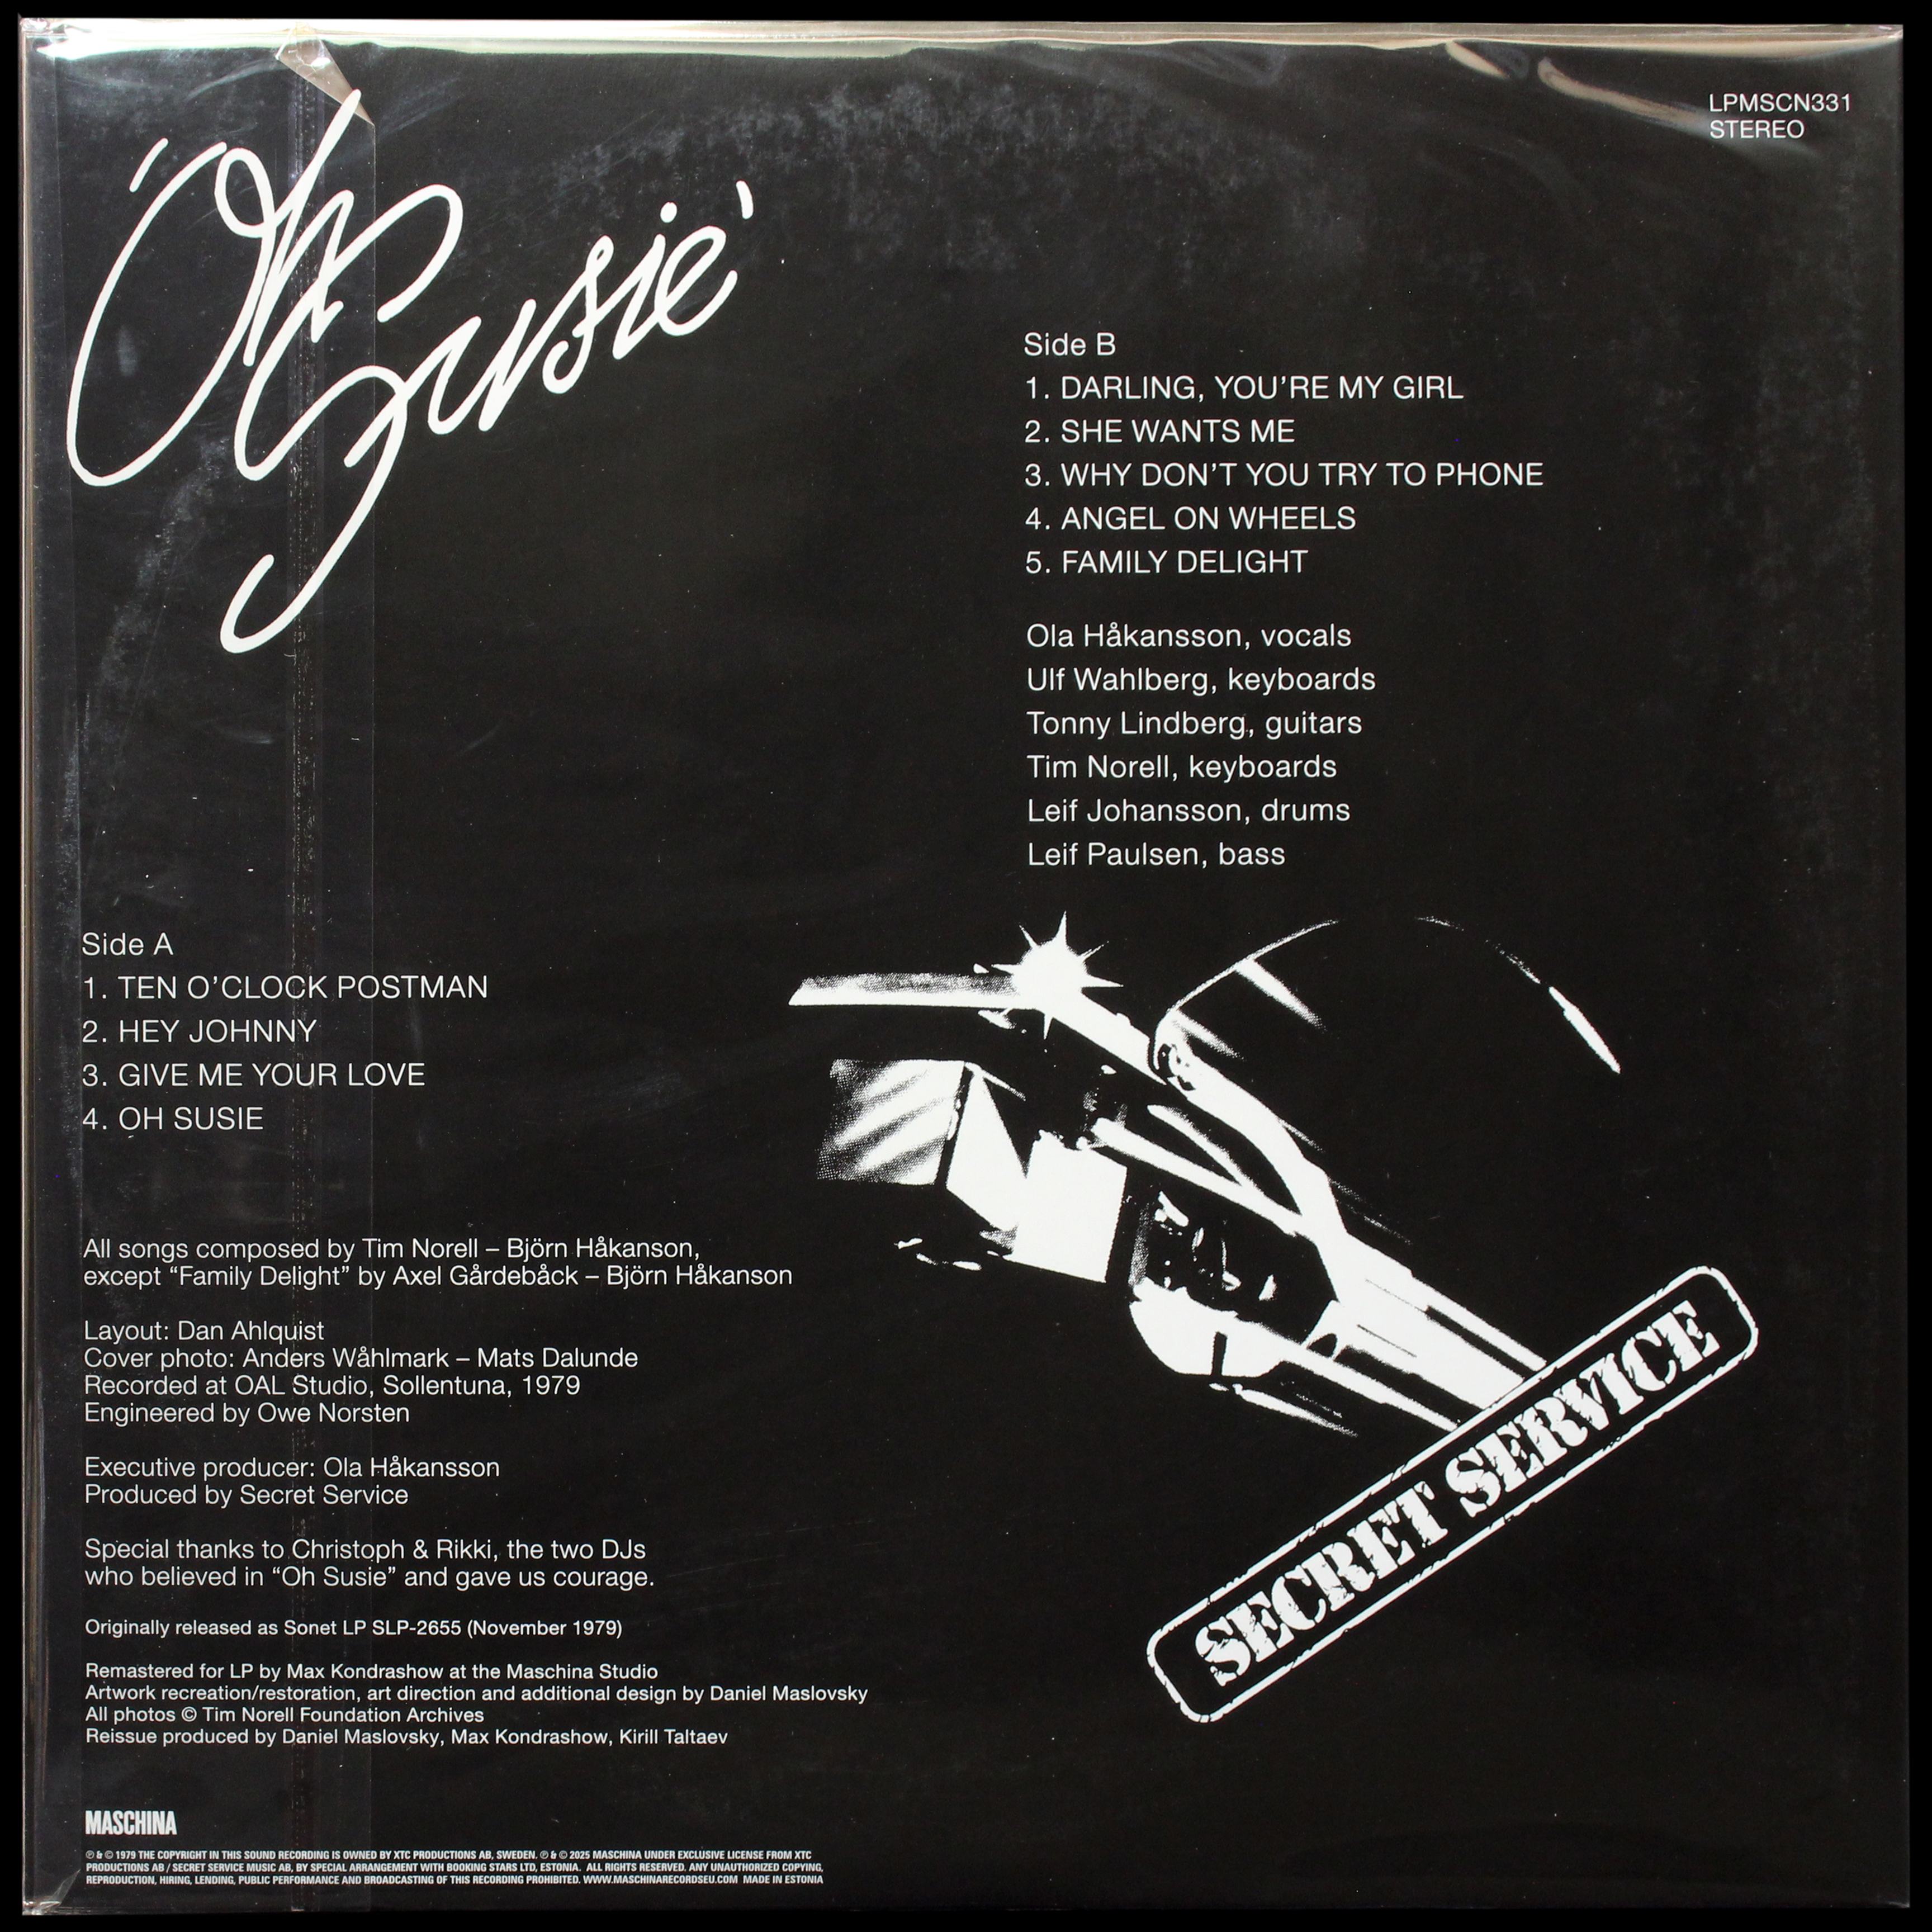 'Oh Susie'
LPMSCN331
STEREO
Side B
1. DARLING, YOU'RE MY GIRL
2. SHE WANTS ME
3. WHY DON'T YOU TRY TO PHONE
4. ANGEL ON WHEELS
5. FAMILY DELIGHT
Ola Håkansson, vocals
Ulf Wahlberg, keyboards
Tonny Lindberg, guitars
Tim Norell, keyboards
Leif Johansson, drums
Leif Paulsen, bass
Side A
1. TEN O'CLOCK POSTMAN
2. HEY JOHNNY
3. GIVE ME YOUR LOVE
4. OH SUSIE
All songs composed by Tim Norell – Björn Håkanson,
except “Family Delight” by Axel Gårdebåck – Björn Håkanson
Layout: Dan Ahlquist
Cover photo: Anders Wåhlmark – Mats Dalunde
Recorded at OAL Studio, Sollentuna, 1979
Engineered by Owe Norsten
Executive producer: Ola Håkansson
Produced by Secret Service
Special thanks to Christoph & Rikki, the two DJs
who believed in “Oh Susie” and gave us courage.
Originally released as Sonet LP SLP-2655 (November 1979)
Remastered for LP by Max Kondrashow at the Maschina Studio
Artwork recreation/restoration, art direction and additional design by Daniel Maslovsky
All photos © Tim Norell Foundation Archives
Reissue produced by Daniel Maslovsky, Max Kondrashow, Kirill Taltaev
SECRET SERVICE
MASCHINA
℗ & © 1979 THE COPYRIGHT IN THIS SOUND RECORDING IS OWNED BY XTC PRODUCTIONS AB, SWEDEN. ℗ & © 2025 MASCHINA UNDER EXCLUSIVE LICENSE FROM XTC
PRODUCTIONS AB / SECRET SERVICE MUSIC AB, BY SPECIAL ARRANGEMENT WITH BOOKING STARS LTD, ESTONIA. ALL RIGHTS RESERVED. ANY UNAUTHORIZED COPYING,
REPRODUCTION, HIRING, LENDING, PUBLIC PERFORMANCE AND BROADCASTING OF THIS RECORDING PROHIBITED. WWW.MASCHINARECORDSEU.COM MADE IN ESTONIA